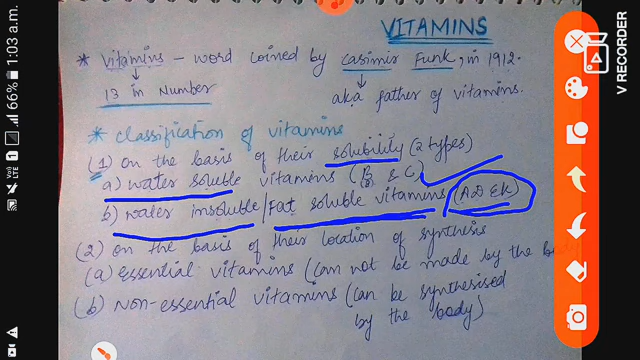 VITAMINS
* Vitamins - word coined by Casimir Funk, in 1912.
13 in Number
aka father of vitamins.
* Classification of vitamins
(1) on the basis of their solubility (2 types)
a) water soluble vitamins (B & C)
b) water insoluble/Fat soluble vitamins (ADEK)
(2) on the basis of their location of synthesis
(a) essential vitamins (can not be made by the
(b) Non-essential vitamins (can be synthesised
by the body)
1:03 a.m.
66%
V RECORDER